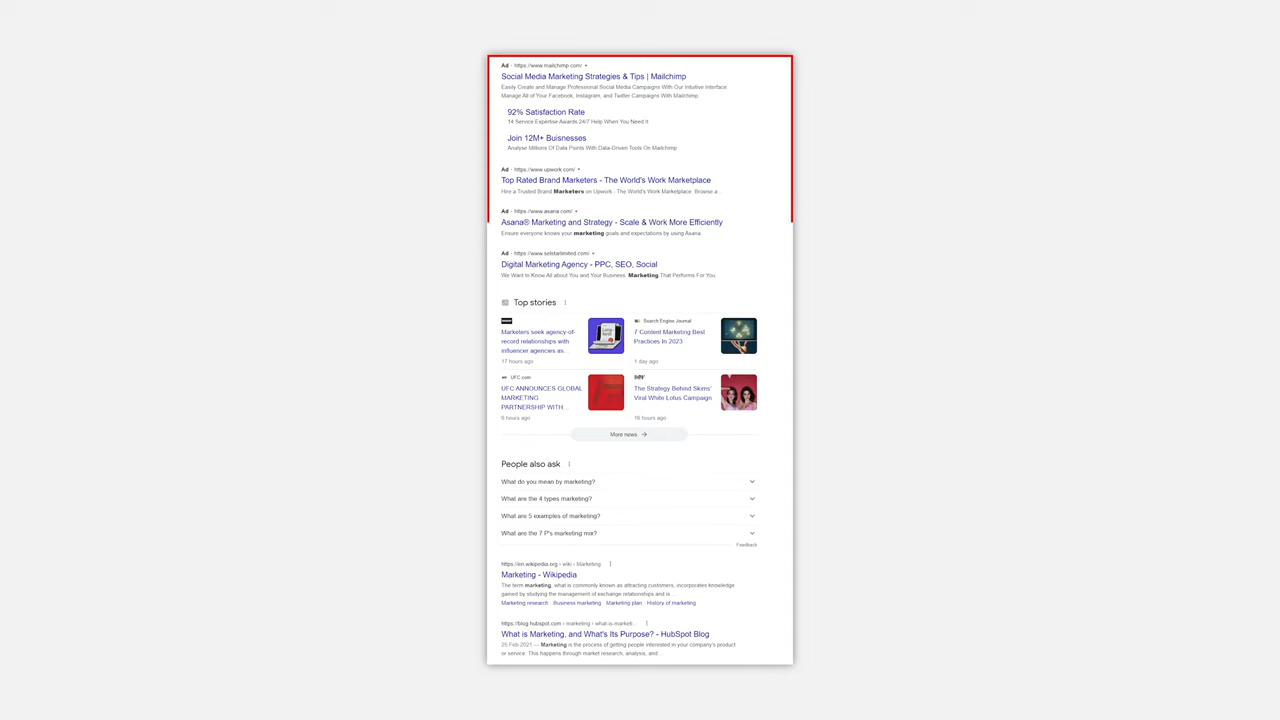 Ad · https://www.mailchimp.com/
Social Media Marketing Strategies & Tips | Mailchimp
Easily Create and Manage Professional Social Media Campaigns With Our Intuitive Interface.
Manage All of Your Facebook, Instagram, and Twitter Campaigns With Mailchimp.
92% Satisfaction Rate
14 Service Expertise Awards 24/7 Help When You Need It
Join 12M+ Buisnesses
Analyse Millions Of Data Points With Data-Driven Tools On Mailchimp
Ad · https://www.upwork.com/
Top Rated Brand Marketers - The World's Work Marketplace
Hire a Trusted Brand Marketers on Upwork - The World's Work Marketplace. Browse a...
Ad · https://www.asana.com/
Asana® Marketing and Strategy - Scale & Work More Efficiently
Ensure everyone knows your marketing goals and expectations by using Asana.
Ad · https://www.selstarlimited.com/
Digital Marketing Agency - PPC, SEO, Social
We Want to Know All about You and Your Business. Marketing That Performs For You.
Top stories
Marketers seek agency-of-
record relationships with
influencer agencies as...
17 hours ago
Search Engine Journal
7 Content Marketing Best
Practices In 2023
1 day ago
UFC.com
UFC ANNOUNCES GLOBAL
MARKETING
PARTNERSHIP WITH...
6 hours ago
The Strategy Behind Skims'
Viral White Lotus Campaign
16 hours ago
More news →
People also ask
What do you mean by marketing?
What are the 4 types marketing?
What are 5 examples of marketing?
What are the 7 P's marketing mix?
Feedback
https://en.wikipedia.org › wiki › Marketing
Marketing - Wikipedia
The term marketing, what is commonly known as attracting customers, incorporates knowledge
gained by studying the management of exchange relationships and is...
Marketing research · Business marketing · Marketing plan · History of marketing
https://blog.hubspot.com › marketing › what-is-marketi...
What is Marketing, and What's Its Purpose? - HubSpot Blog
25 Feb 2021 — Marketing is the process of getting people interested in your company's product
or service. This happens through market research, analysis, and...